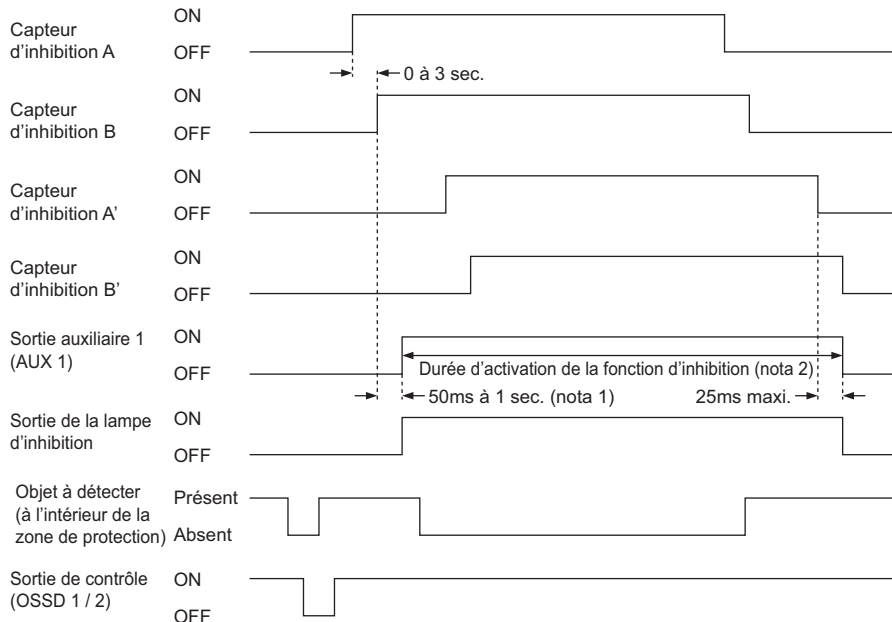 Capteur
d'inhibition A
ON
OFF
0 à 3 sec.
Capteur
d'inhibition B
ON
OFF
Capteur
d'inhibition A'
ON
OFF
Capteur
d'inhibition B'
ON
OFF
Sortie auxiliaire 1
(AUX 1)
ON
OFF
Durée d'activation de la fonction d'inhibition (nota 2)
50ms à 1 sec. (nota 1)
25ms maxi.
Sortie de la lampe
d'inhibition
ON
OFF
Objet à détecter
(à l'intérieur de la
zone de protection)
Présent
Absent
Sortie de contrôle
(OSSD 1 / 2)
ON
OFF